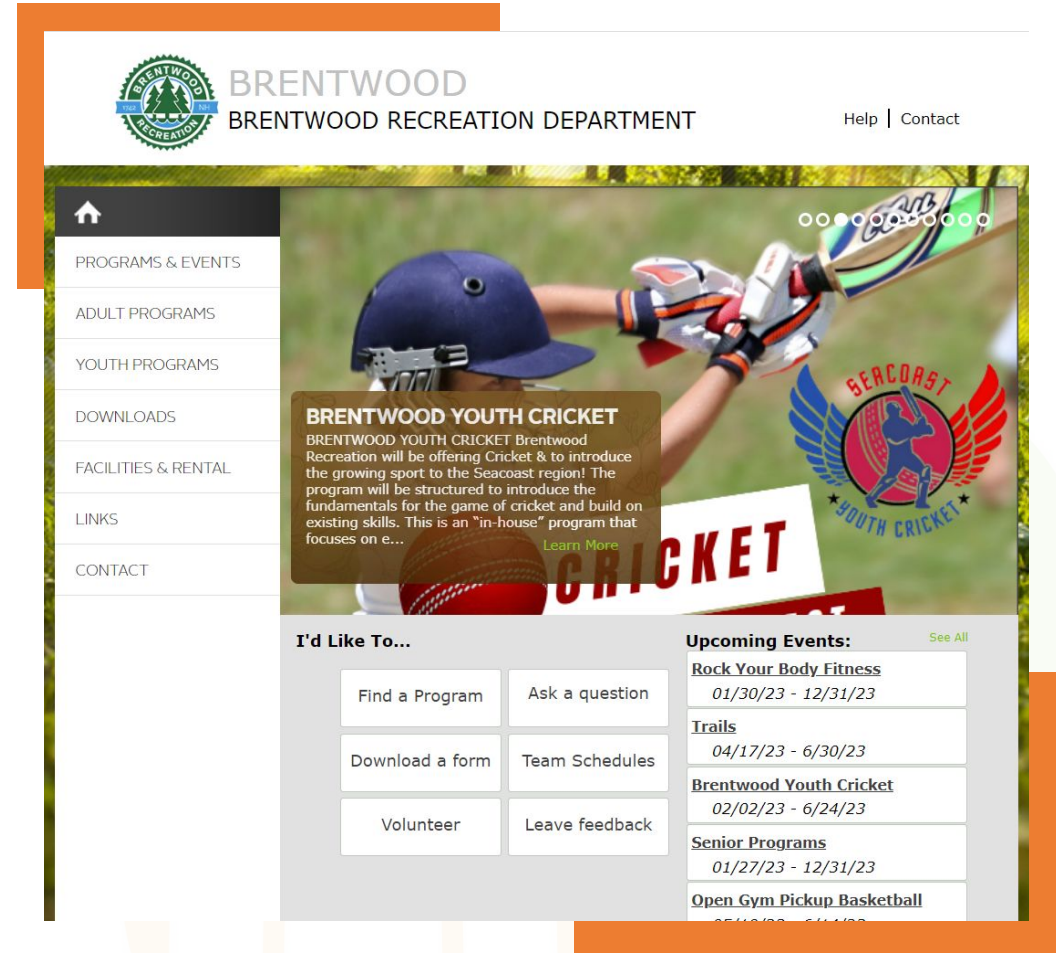 BRENTWOOD
1742 NH
RECREATION
BRENTWOOD
BRENTWOOD RECREATION DEPARTMENT
Help | Contact
PROGRAMS & EVENTS
ADULT PROGRAMS
YOUTH PROGRAMS
DOWNLOADS
FACILITIES & RENTAL
LINKS
CONTACT
SEACOAST
YOUTH CRICKET
CRICKET
BRENTWOOD YOUTH CRICKET
BRENTWOOD YOUTH CRICKET Brentwood
Recreation will be offering Cricket & to introduce
the growing sport to the Seacoast region! The
program will be structured to introduce the
fundamentals for the game of cricket and build on
existing skills. This is an "in-house" program that
focuses on e...
Learn More
I'd Like To...
Find a Program
Ask a question
Download a form
Team Schedules
Volunteer
Leave feedback
Upcoming Events:
See All
Rock Your Body Fitness
01/30/23 - 12/31/23
Trails
04/17/23 - 6/30/23
Brentwood Youth Cricket
02/02/23 - 6/24/23
Senior Programs
01/27/23 - 12/31/23
Open Gym Pickup Basketball